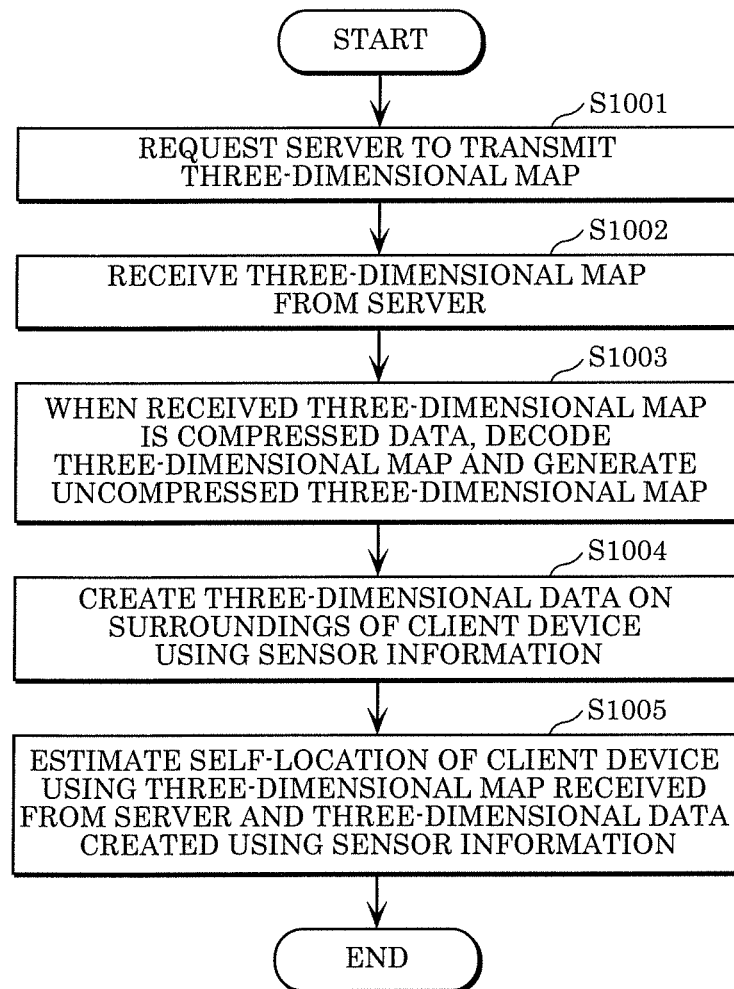 START
S1001
REQUEST SERVER TO TRANSMIT
THREE-DIMENSIONAL MAP
S1002
RECEIVE THREE-DIMENSIONAL MAP
FROM SERVER
S1003
WHEN RECEIVED THREE-DIMENSIONAL MAP
IS COMPRESSED DATA, DECODE
THREE-DIMENSIONAL MAP AND GENERATE
UNCOMPRESSED THREE-DIMENSIONAL MAP
S1004
CREATE THREE-DIMENSIONAL DATA ON
SURROUNDINGS OF CLIENT DEVICE
USING SENSOR INFORMATION
S1005
ESTIMATE SELF-LOCATION OF CLIENT DEVICE
USING THREE-DIMENSIONAL MAP RECEIVED
FROM SERVER AND THREE-DIMENSIONAL DATA
CREATED USING SENSOR INFORMATION
END